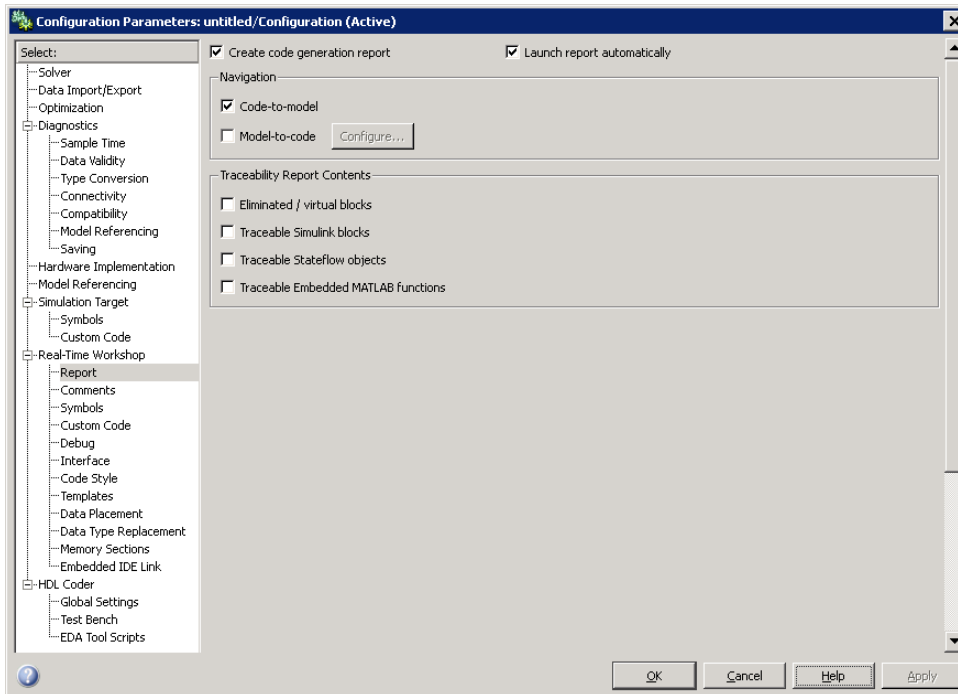 Configuration Parameters: untitled/Configuration (Active)
Select:
Solver
Data Import/Export
Optimization
Diagnostics
Sample Time
Data Validity
Type Conversion
Connectivity
Compatibility
Model Referencing
Saving
Hardware Implementation
Model Referencing
Simulation Target
Symbols
Custom Code
Real-Time Workshop
Report
Comments
Symbols
Custom Code
Debug
Interface
Code Style
Templates
Data Placement
Data Type Replacement
Memory Sections
Embedded IDE Link
HDL Coder
Global Settings
Test Bench
EDA Tool Scripts
Create code generation report Launch report automatically
Navigation
Code-to-model
Model-to-code Configure...
Traceability Report Contents
Eliminated / virtual blocks
Traceable Simulink blocks
Traceable Stateflow objects
Traceable Embedded MATLAB functions
OK Cancel Help Apply